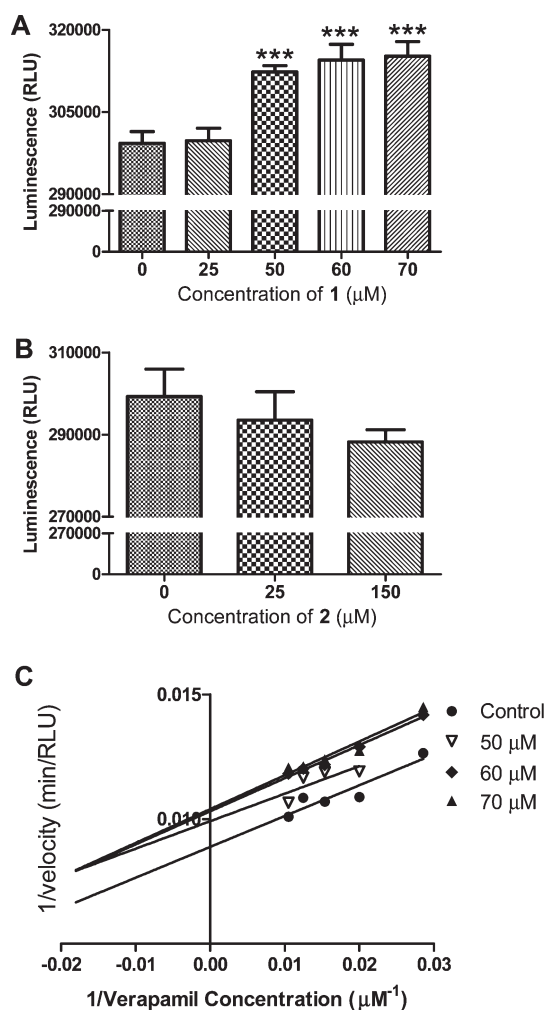 A
Luminescence (RLU)
320000
305000
290000
290000
0
***
***
***
0 25 50 60 70
Concentration of 1 (μM)
B
Luminescence (RLU)
310000
290000
270000
270000
0
0 25 150
Concentration of 2 (μM)
C
1/velocity (min/RLU)
0.015
0.010
-0.02 -0.01 0.00 0.01 0.02 0.03
1/Verapamil Concentration (μM-1)
Control
50 μM
60 μM
70 μM